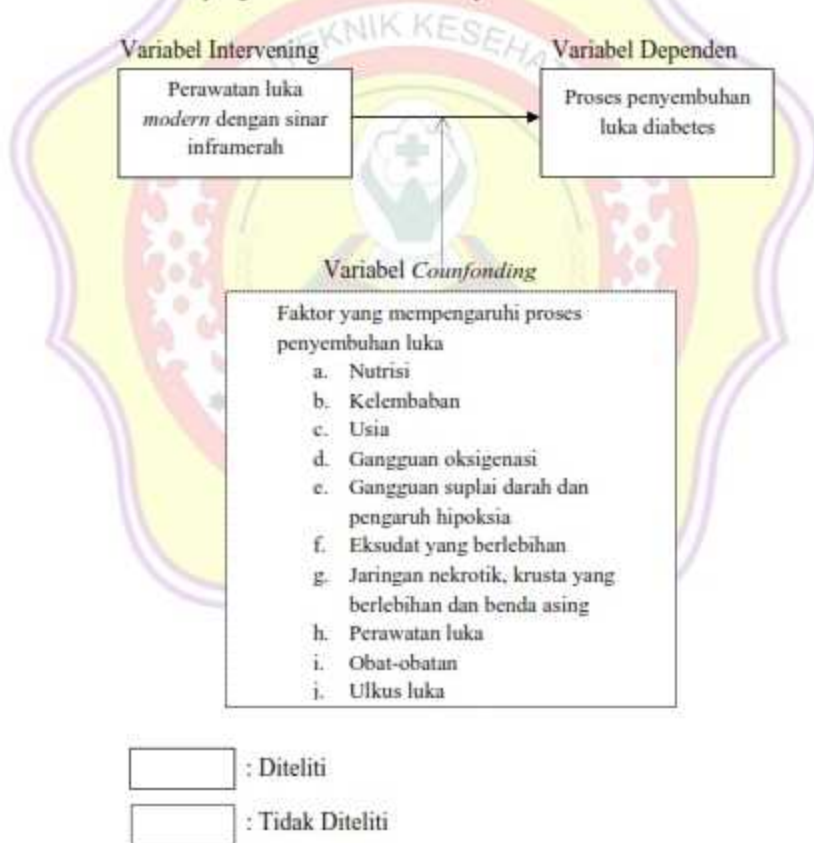 TEKNIK KESEHA
Variabel Intervening
Variabel Dependen
Perawatan luka
modern dengan sinar
inframerah
Proses penyembuhan
luka diabetes
Variabel Counfonding
Faktor yang mempengaruhi proses
penyembuhan luka
a. Nutrisi
b. Kelembaban
c. Usia
d. Gangguan oksigenasi
e. Gangguan suplai darah dan
pengaruh hipoksia
f. Eksudat yang berlebihan
g. Jaringan nekrotik, krusta yang
berlebihan dan benda asing
h. Perawatan luka
i. Obat-obatan
j. Ulkus luka
: Diteliti
: Tidak Diteliti